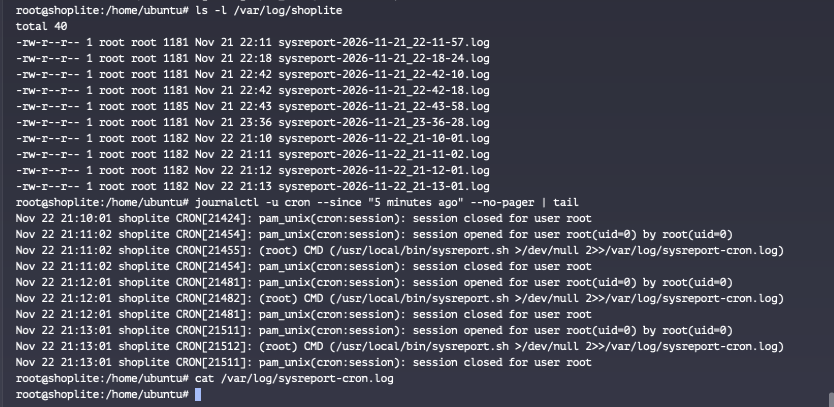 root@shoplite:/home/ubuntu# ls -l /var/log/shoplite
total 40
-rw-r--r-- 1 root root 1181 Nov 21 22:11 sysreport-2026-11-21_22-11-57.log
-rw-r--r-- 1 root root 1181 Nov 21 22:18 sysreport-2026-11-21_22-18-24.log
-rw-r--r-- 1 root root 1181 Nov 21 22:42 sysreport-2026-11-21_22-42-10.log
-rw-r--r-- 1 root root 1181 Nov 21 22:42 sysreport-2026-11-21_22-42-18.log
-rw-r--r-- 1 root root 1185 Nov 21 22:43 sysreport-2026-11-21_22-43-58.log
-rw-r--r-- 1 root root 1181 Nov 21 23:36 sysreport-2026-11-21_23-36-28.log
-rw-r--r-- 1 root root 1182 Nov 22 21:10 sysreport-2026-11-22_21-10-01.log
-rw-r--r-- 1 root root 1182 Nov 22 21:11 sysreport-2026-11-22_21-11-02.log
-rw-r--r-- 1 root root 1182 Nov 22 21:12 sysreport-2026-11-22_21-12-01.log
-rw-r--r-- 1 root root 1182 Nov 22 21:13 sysreport-2026-11-22_21-13-01.log
root@shoplite:/home/ubuntu# journalctl -u cron --since "5 minutes ago" --no-pager | tail
Nov 22 21:10:01 shoplite CRON[21424]: pam_unix(cron:session): session closed for user root
Nov 22 21:11:02 shoplite CRON[21454]: pam_unix(cron:session): session opened for user root(uid=0) by root(uid=0)
Nov 22 21:11:02 shoplite CRON[21455]: (root) CMD (/usr/local/bin/sysreport.sh >/dev/null 2>>/var/log/sysreport-cron.log)
Nov 22 21:11:02 shoplite CRON[21454]: pam_unix(cron:session): session closed for user root
Nov 22 21:12:01 shoplite CRON[21481]: pam_unix(cron:session): session opened for user root(uid=0) by root(uid=0)
Nov 22 21:12:01 shoplite CRON[21482]: (root) CMD (/usr/local/bin/sysreport.sh >/dev/null 2>>/var/log/sysreport-cron.log)
Nov 22 21:12:01 shoplite CRON[21481]: pam_unix(cron:session): session closed for user root
Nov 22 21:13:01 shoplite CRON[21511]: pam_unix(cron:session): session opened for user root(uid=0) by root(uid=0)
Nov 22 21:13:01 shoplite CRON[21512]: (root) CMD (/usr/local/bin/sysreport.sh >/dev/null 2>>/var/log/sysreport-cron.log)
Nov 22 21:13:01 shoplite CRON[21511]: pam_unix(cron:session): session closed for user root
root@shoplite:/home/ubuntu# cat /var/log/sysreport-cron.log
root@shoplite:/home/ubuntu#